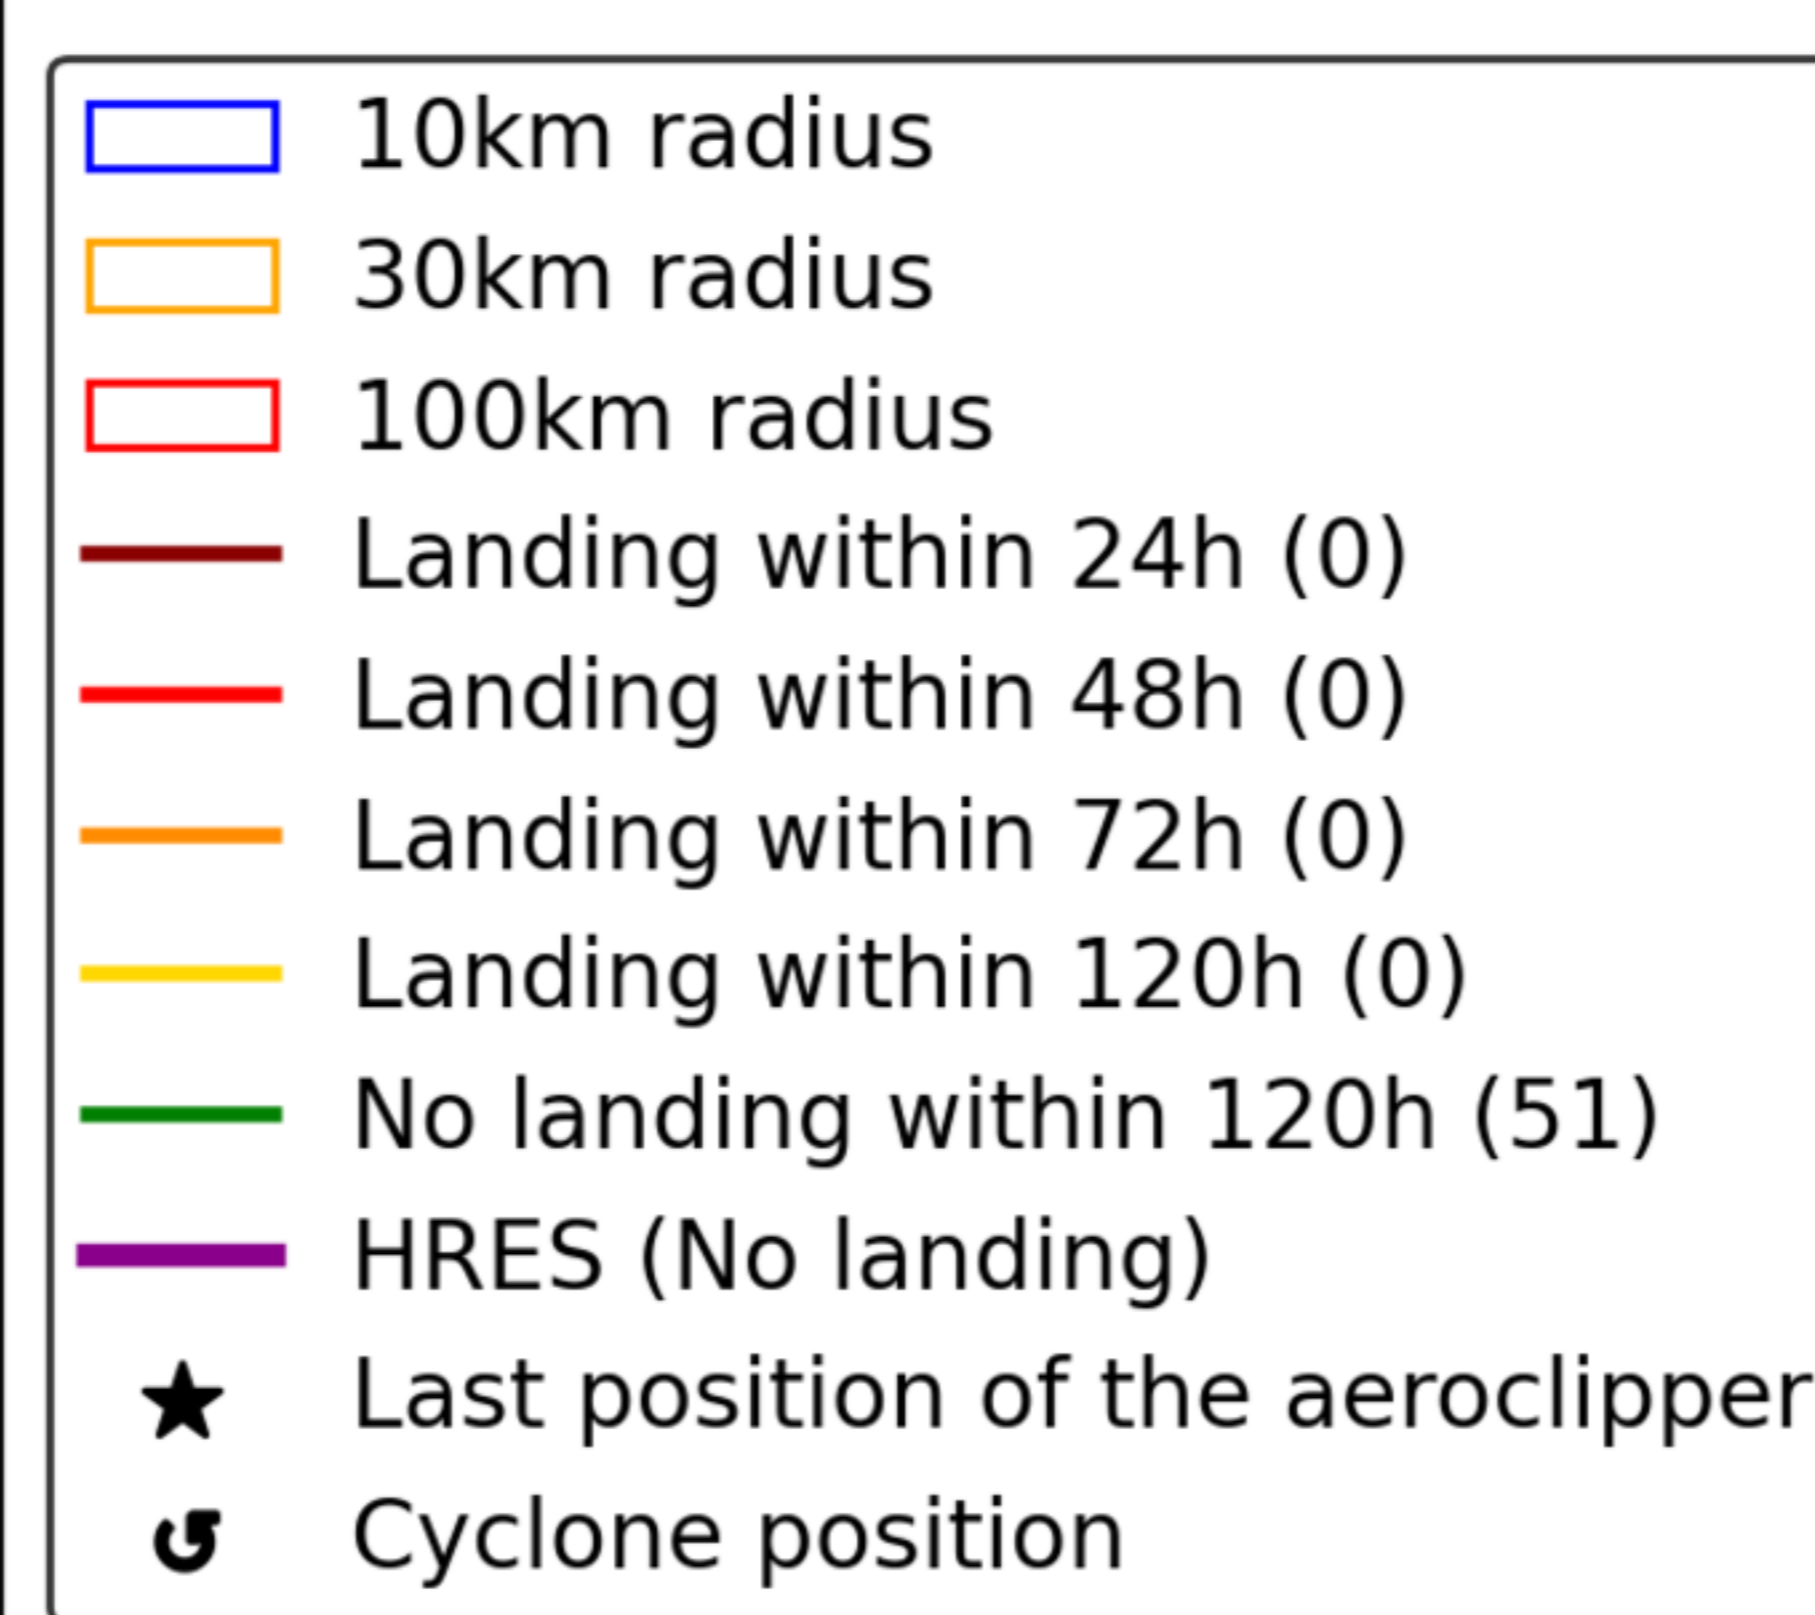 10km radius
30km radius
100km radius
Landing within 24h (0)
Landing within 48h (0)
Landing within 72h (0)
Landing within 120h (0)
No landing within 120h (51)
HRES (No landing)
Last position of the aeroclipper
Cyclone position